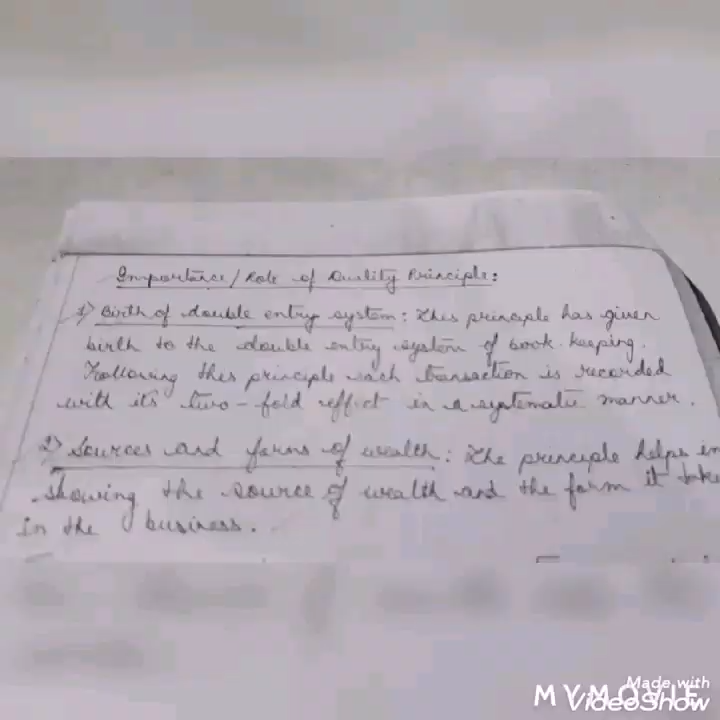 Importance/Role of Duality Principle:
1) Birth of double entry system: This principle has given
birth to the double entry system of book-keeping.
Following this principle each transaction is recorded
with its two-fold effect in a systematic manner.
2) Sources and forms of wealth: The principle helps in
showing the source of wealth and the form it take
in the business.
Made with
MYMOVIE
VideoShow